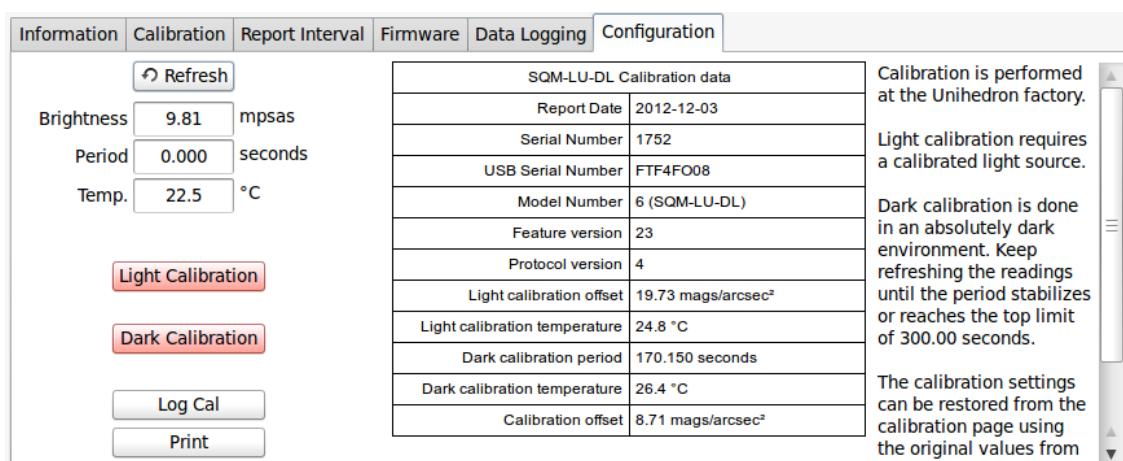 Information Calibration Report Interval Firmware Data Logging Configuration
Refresh
Brightness 9.81 mpsas
Period 0.000 seconds
Temp. 22.5 °C
Light Calibration
Dark Calibration
Log Cal
Print
SQM-LU-DL Calibration data
Report Date 2012-12-03
Serial Number 1752
USB Serial Number FTF4FO08
Model Number 6 (SQM-LU-DL)
Feature version 23
Protocol version 4
Light calibration offset 19.73 mags/arcsec²
Light calibration temperature 24.8 °C
Dark calibration period 170.150 seconds
Dark calibration temperature 26.4 °C
Calibration offset 8.71 mags/arcsec²
Calibration is performed
at the Unihedron factory.
Light calibration requires
a calibrated light source.
Dark calibration is done
in an absolutely dark
environment. Keep
refreshing the readings
until the period stabilizes
or reaches the top limit
of 300.00 seconds.
The calibration settings
can be restored from the
calibration page using
the original values from